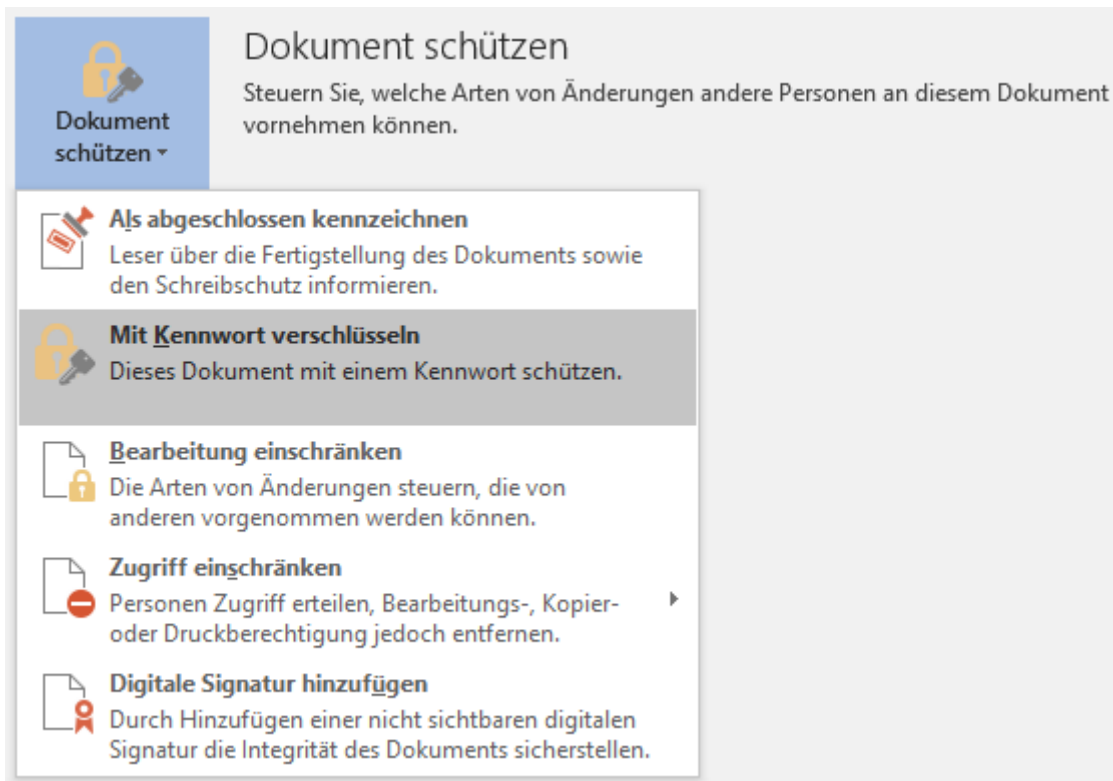 Dokument schützen
Steuern Sie, welche Arten von Änderungen andere Personen an diesem Dokument
vornehmen können.
Dokument
schützen
Als abgeschlossen kennzeichnen
Leser über die Fertigstellung des Dokuments sowie
den Schreibschutz informieren.
Mit Kennwort verschlüsseln
Dieses Dokument mit einem Kennwort schützen.
Bearbeitung einschränken
Die Arten von Änderungen steuern, die von
anderen vorgenommen werden können.
Zugriff einschränken
Personen Zugriff erteilen, Bearbeitungs-, Kopier-
oder Druckberechtigung jedoch entfernen.
Digitale Signatur hinzufügen
Durch Hinzufügen einer nicht sichtbaren digitalen
Signatur die Integrität des Dokuments sicherstellen.